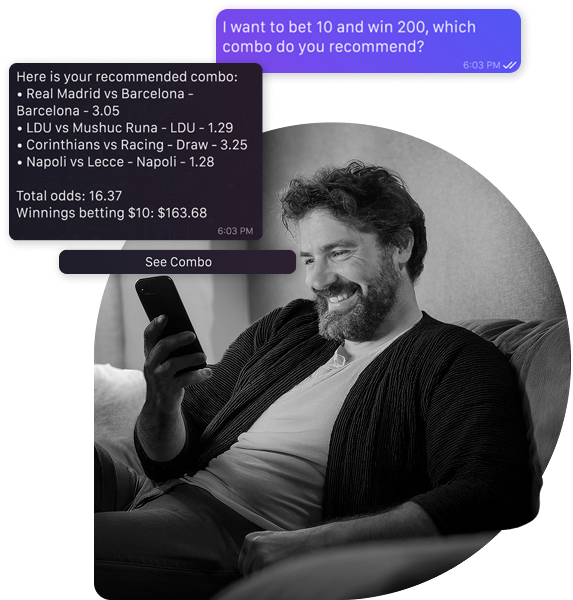 I want to bet 10 and win 200, which
combo do you recommend?
6:03 PM
Here is your recommended combo:
• Real Madrid vs Barcelona -
Barcelona - 3.05
• LDU vs Mushuc Runa - LDU - 1.29
• Corinthians vs Racing - Draw - 3.25
• Napoli vs Lecce - Napoli - 1.28
Total odds: 16.37
Winnings betting $10: $163.68
6:03 PM
See Combo